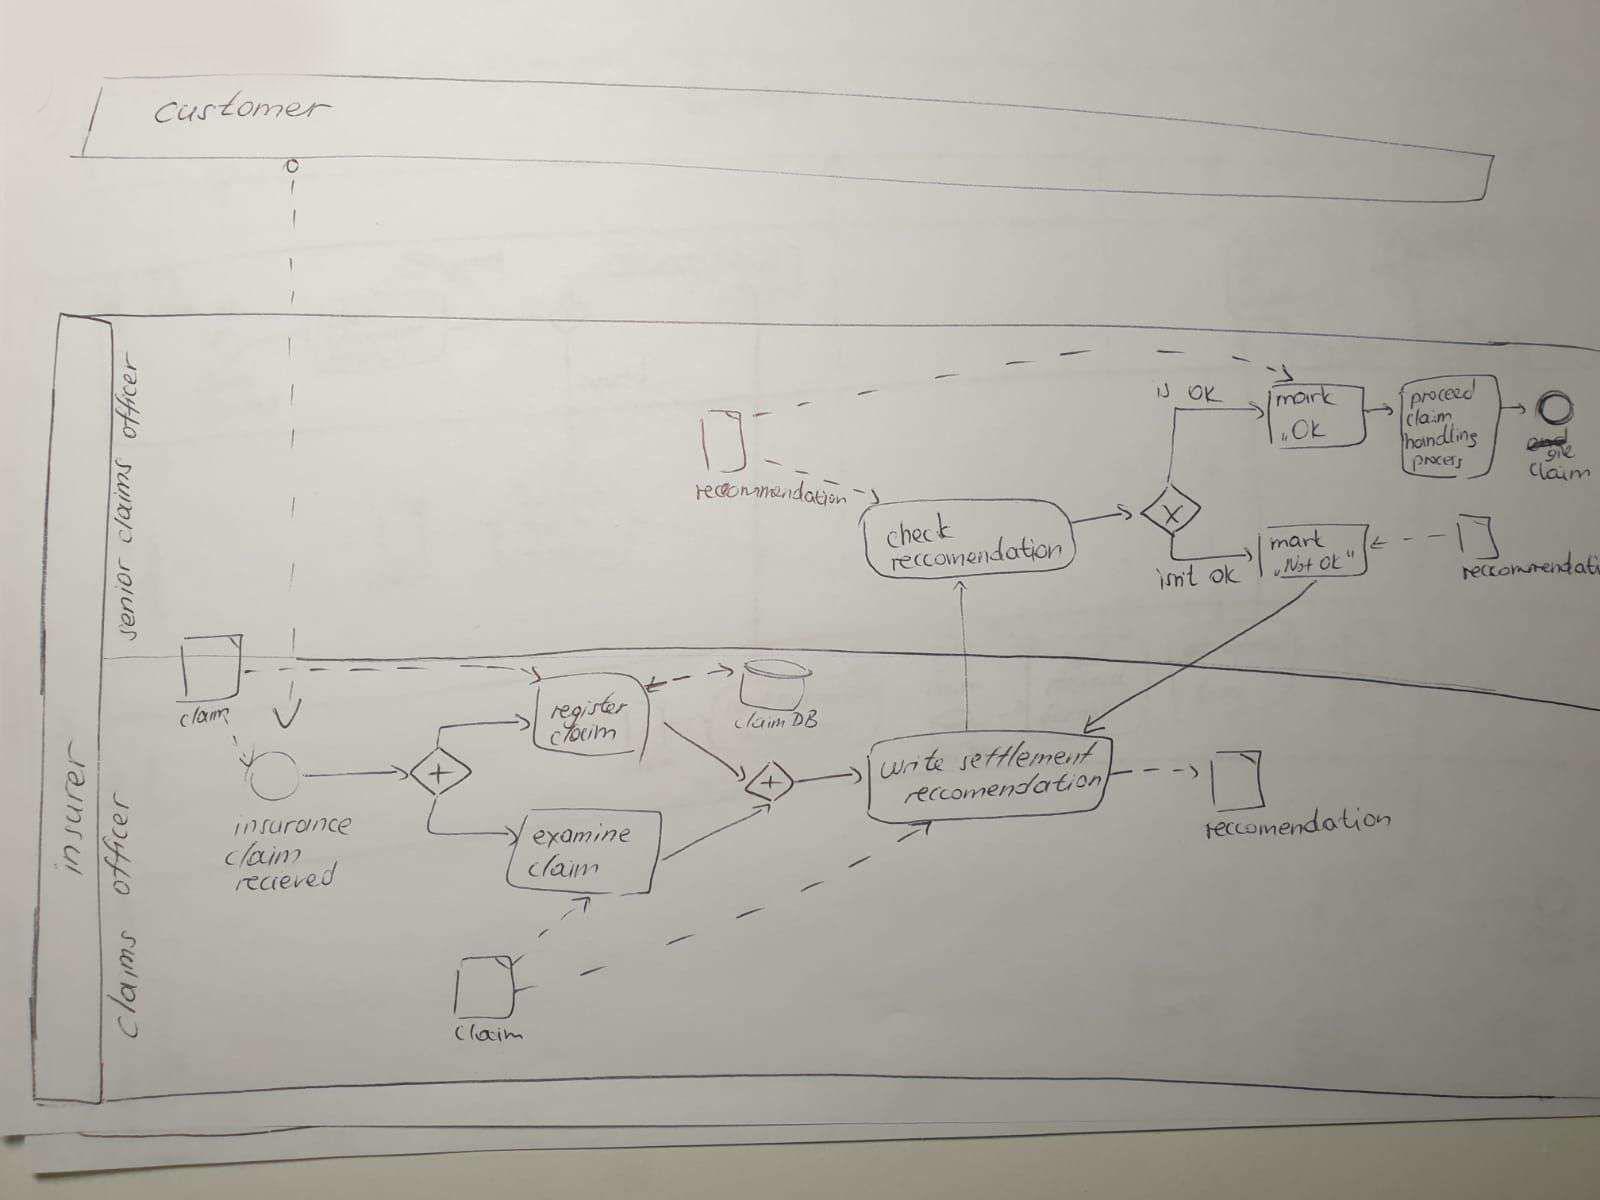 customer
insurer
senior claims officer
claims officer
reccommendation
check
reccomendation
is OK
isn't OK
mark
„OK
proceed
claim
handling
process
claim
mark
„Not OK"
reccommendati
claim
insurance
claim
recieved
register
claim
claim DB
examine
claim
claim
write settlement
reccomendation
reccomendation